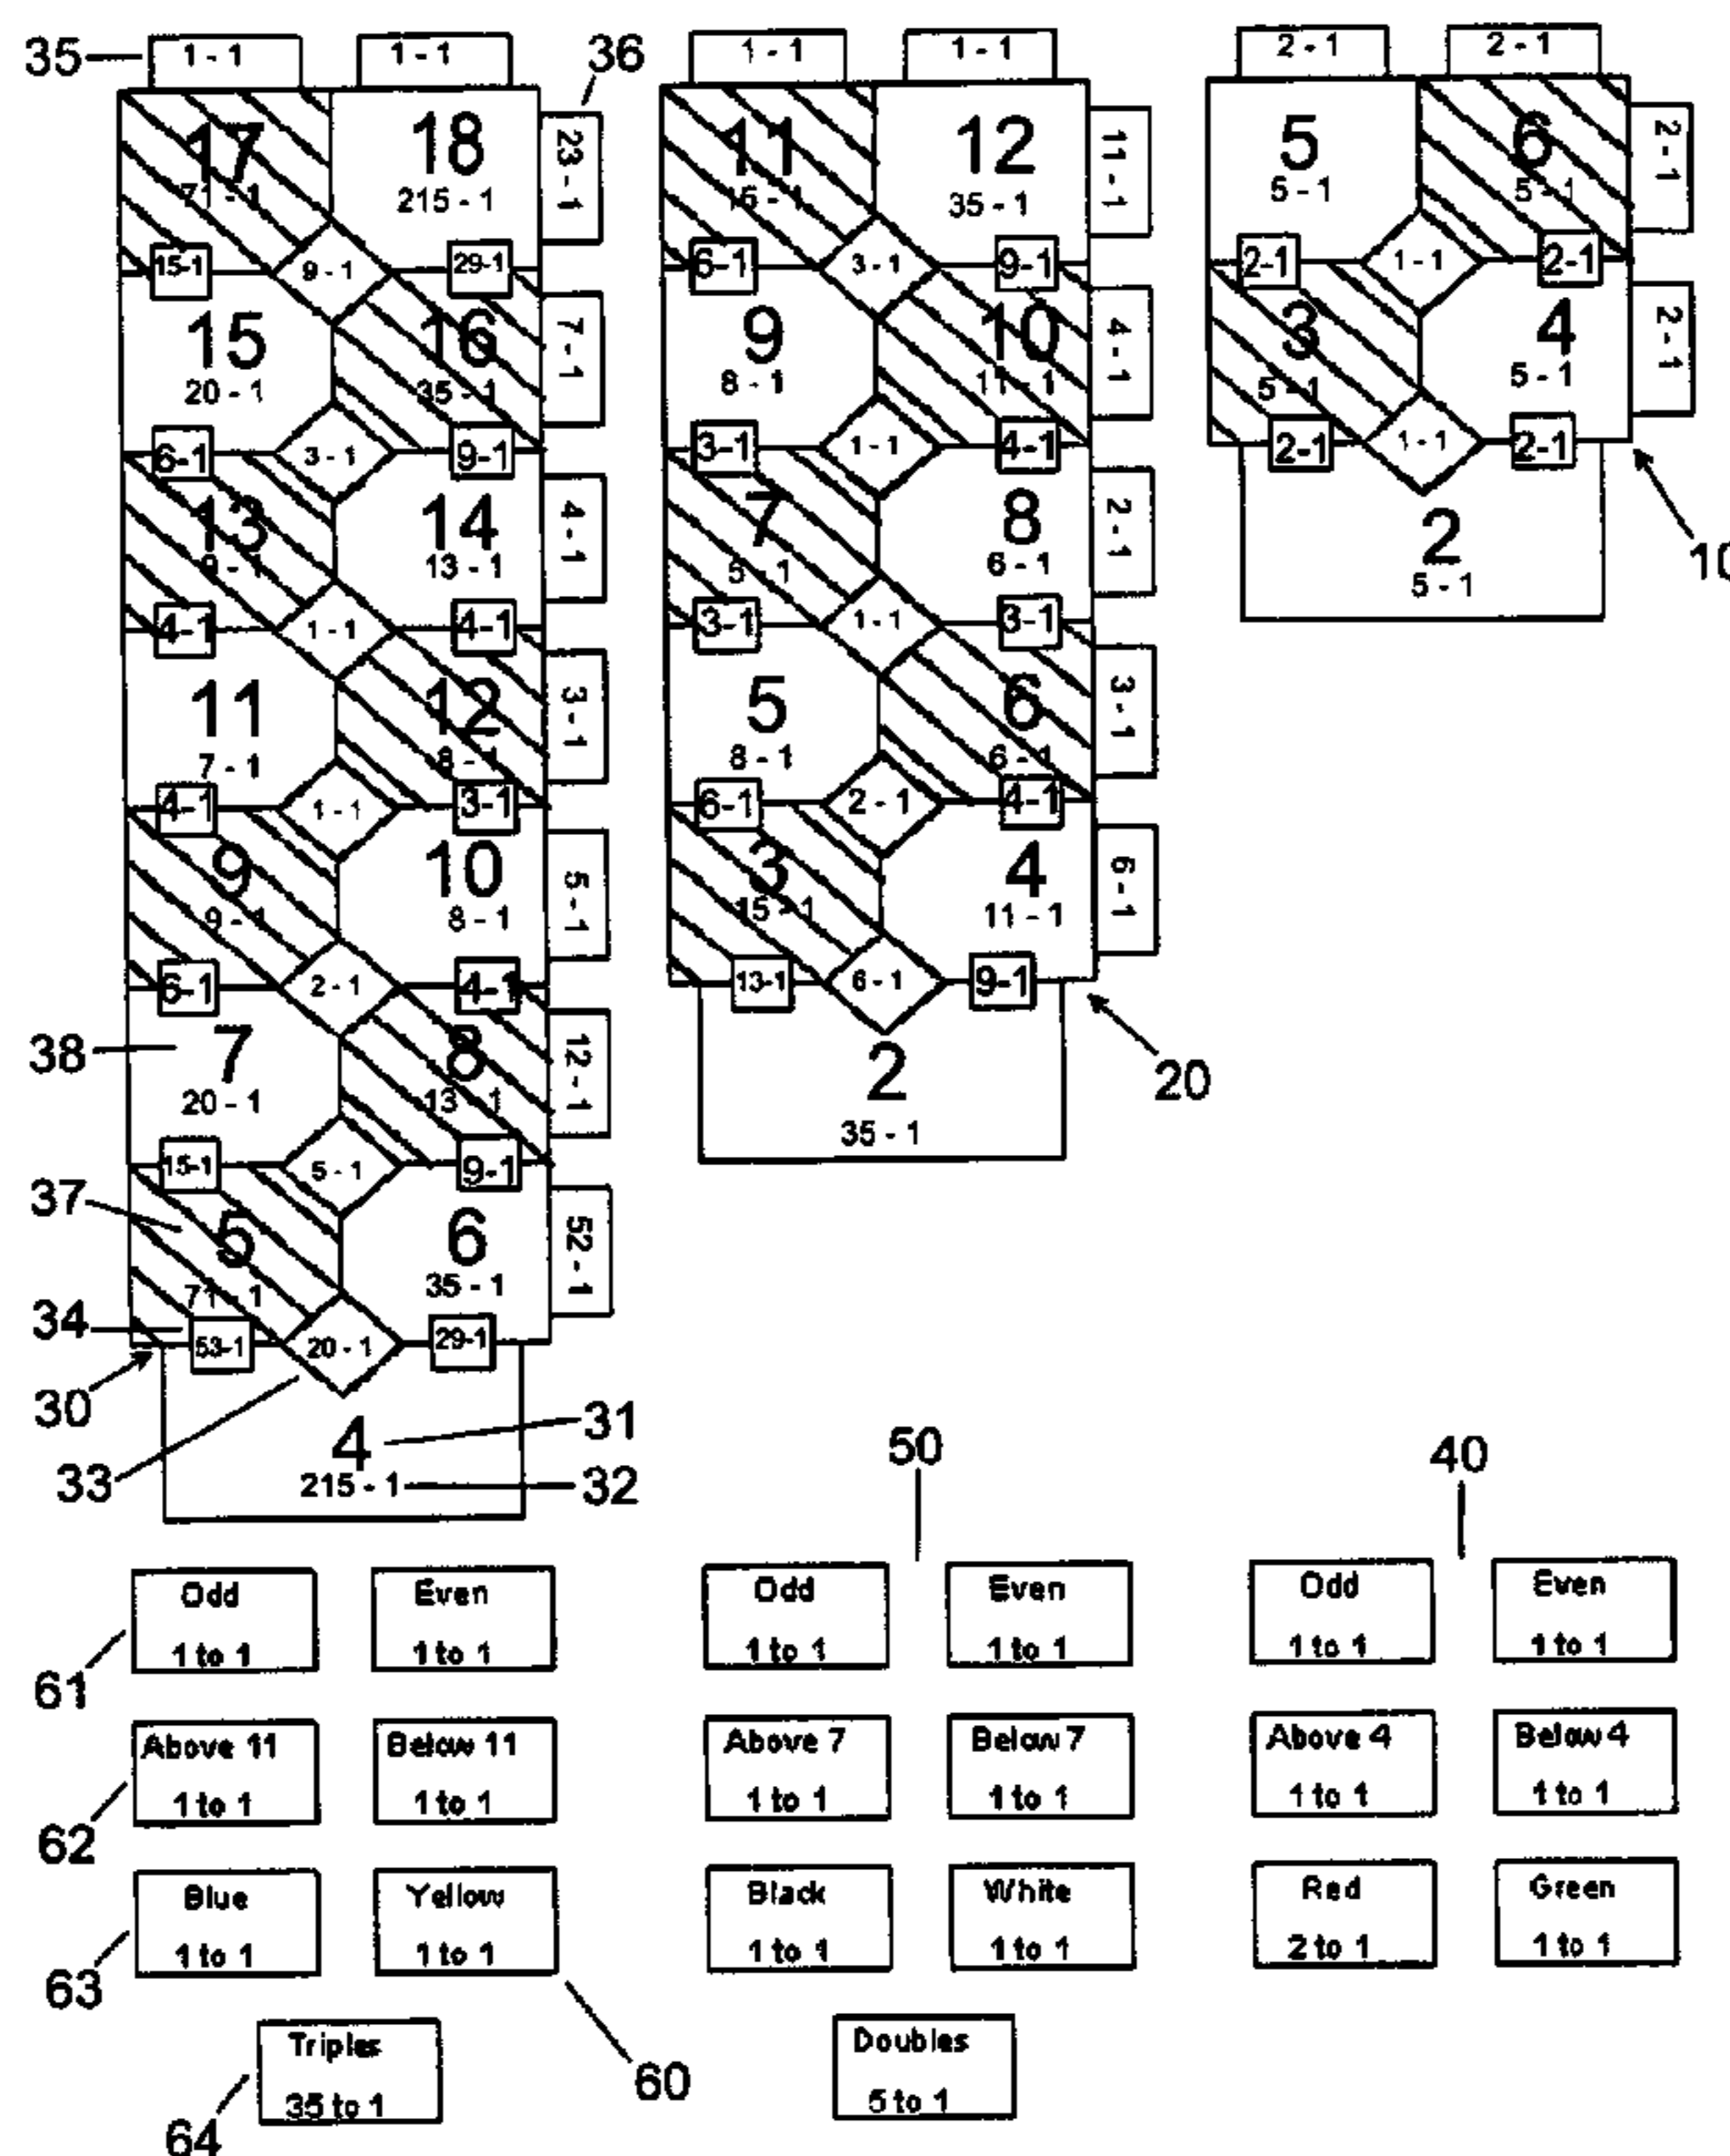 35
1 - 1 1 - 1
36
17 18
71 - 1 215 - 1
23 - 1
15-1 9 - 1 29-1
15 16
20 - 1 35 - 1
7 - 1
6-1 3 - 1 9-1
13 14
9 - 1 13 - 1
4 - 1
4-1 1 - 1 4-1
11 12
7 - 1 8 - 1
3 - 1
4-1 1 - 1 3-1
9 10
9 - 1 8 - 1
5 - 1
6-1 2 - 1 4-1
38
7 8
20 - 1 13 - 1
12 - 1
15-1 5 - 1 9-1
37
5 6
71 - 1 35 - 1
52 - 1
34
53-1 20 - 1 29-1
30
4 31
33
215 - 1 32
1 - 1 1 - 1
11 12
15 - 1 35 - 1
11 - 1
6-1 3 - 1 9-1
9 10
8 - 1 11 - 1
4 - 1
3-1 1 - 1 4-1
7 8
5 - 1 6 - 1
2 - 1
3-1 1 - 1 3-1
5 6
8 - 1 6 - 1
3 - 1
6-1 2 - 1 4-1
3 4
15 - 1 11 - 1
6 - 1
13-1 6 - 1 9-1
20
2
35 - 1
2 - 1 2 - 1
5 6
5 - 1 5 - 1
2 - 1
2-1 1 - 1 2-1
3 4
5 - 1 5 - 1
2 - 1
2-1 1 - 1 2-1
10
2
5 - 1
50 40
Odd Even Odd Even Odd Even
1 to 1 1 to 1 1 to 1 1 to 1 1 to 1 1 to 1
61
Above 11 Below 11 Above 7 Below 7 Above 4 Below 4
1 to 1 1 to 1 1 to 1 1 to 1 1 to 1 1 to 1
62
Blue Yellow Black White Red Green
1 to 1 1 to 1 1 to 1 1 to 1 2 to 1 1 to 1
63
Triples 60 Doubles
35 to 1 5 to 1
64